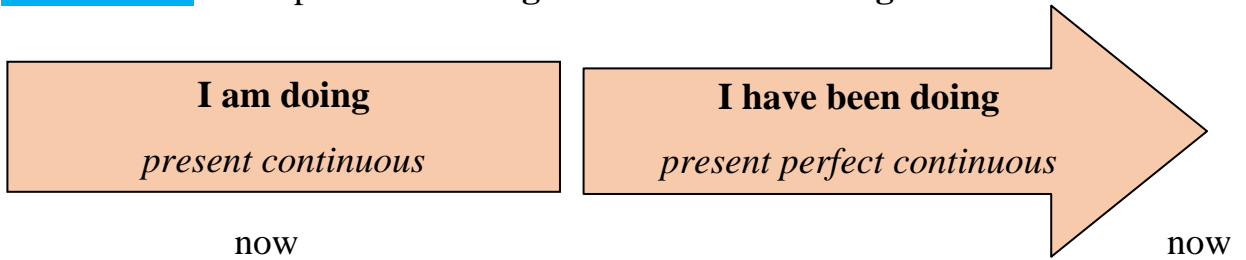 I am doing
present continuous
I have been doing
present perfect continuous
now
now